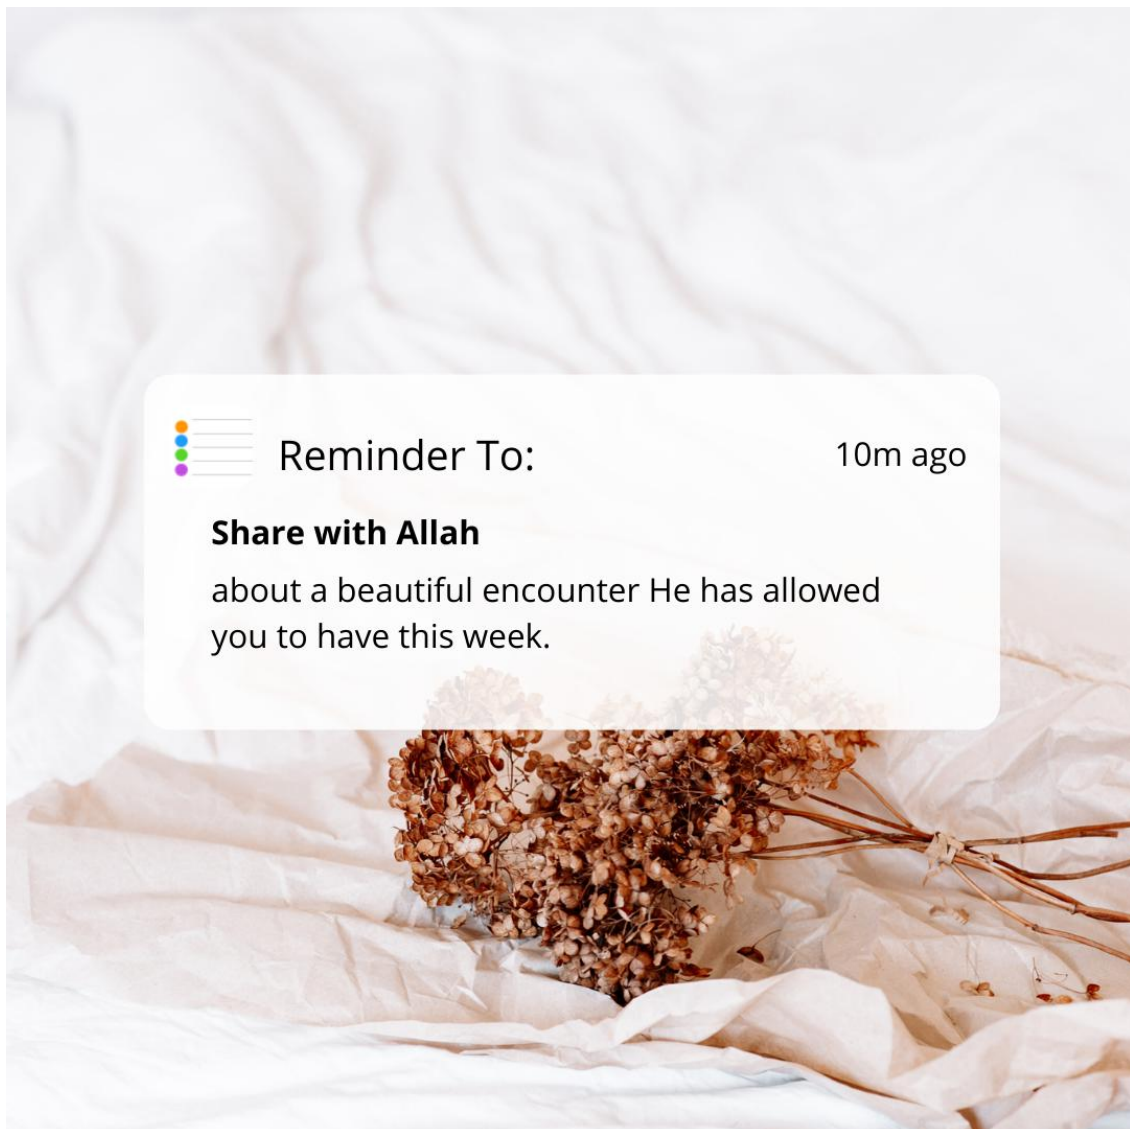 Reminder To:
10m ago
Share with Allah
about a beautiful encounter He has allowed
you to have this week.